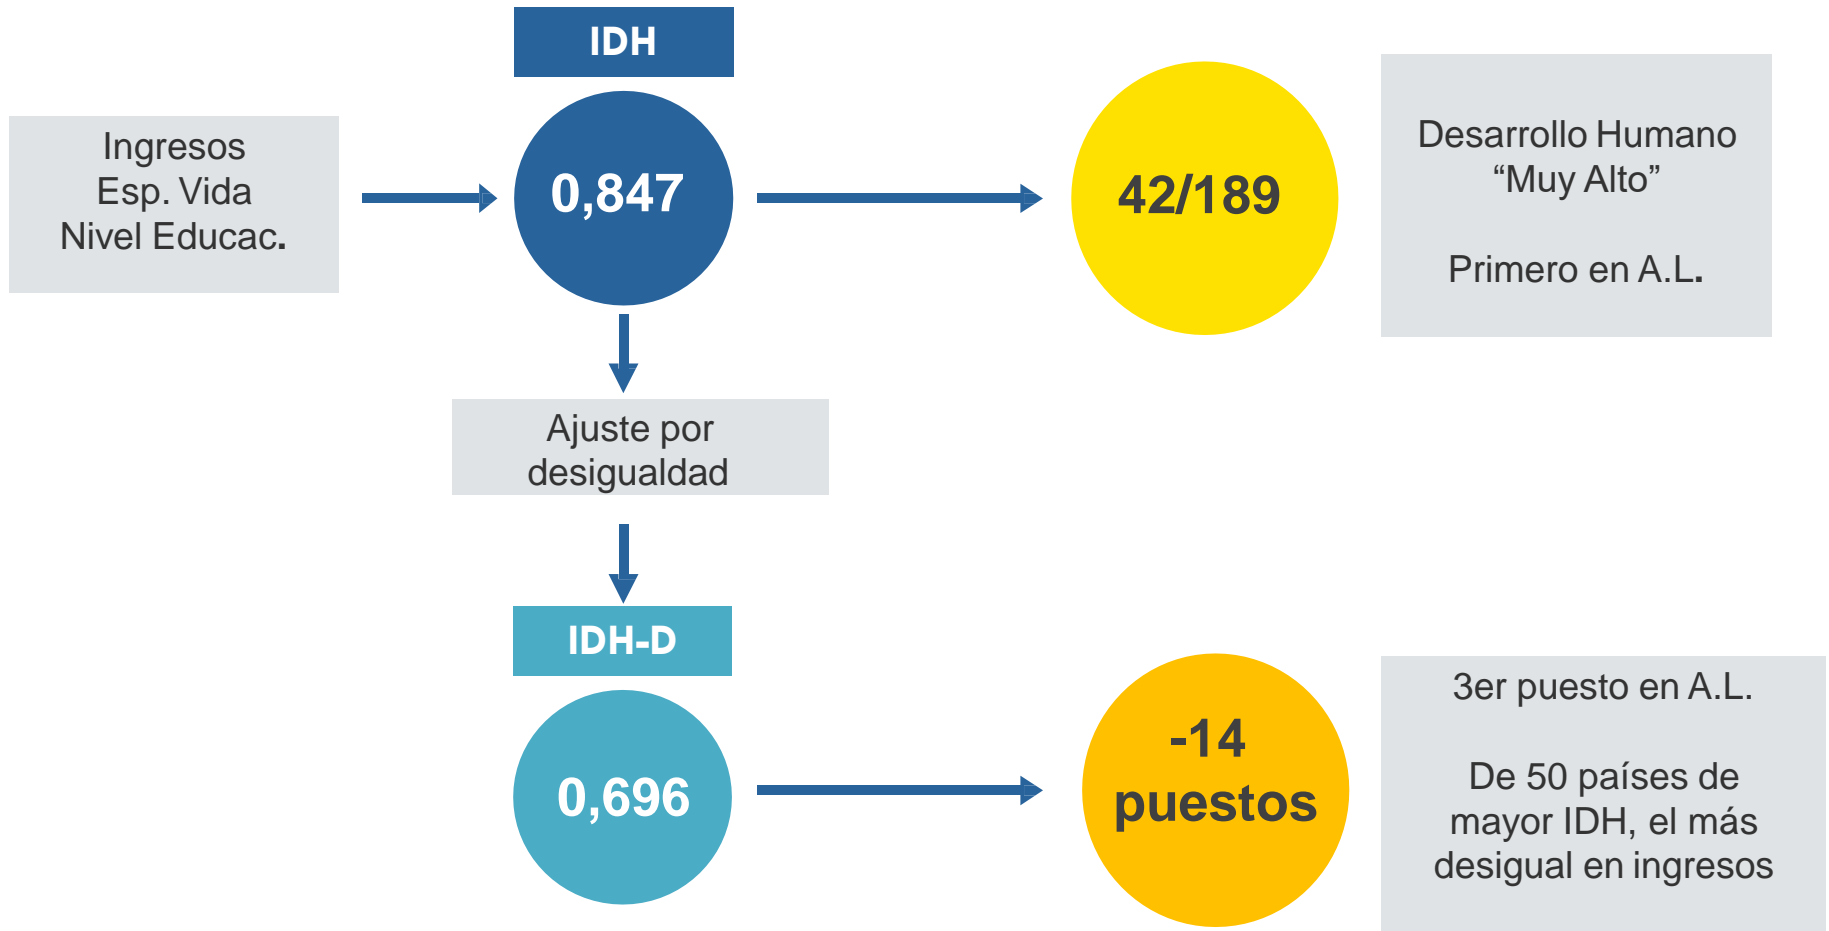 IDH
Ingresos
Esp. Vida
Nivel Educac.
0,847
42/189
Desarrollo Humano
“Muy Alto”
Primero en A.L.
Ajuste por
desigualdad
IDH-D
0,696
-14
puestos
3er puesto en A.L.
De 50 países de
mayor IDH, el más
desigual en ingresos